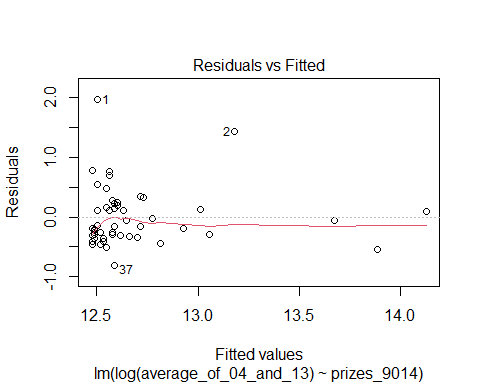 Residuals vs Fitted
Residuals
2.0
1.0
0.0
-1.0
1
2
37
12.5 13.0 13.5 14.0
Fitted values
lm(log(average_of_04_and_13) ~ prizes_9014)